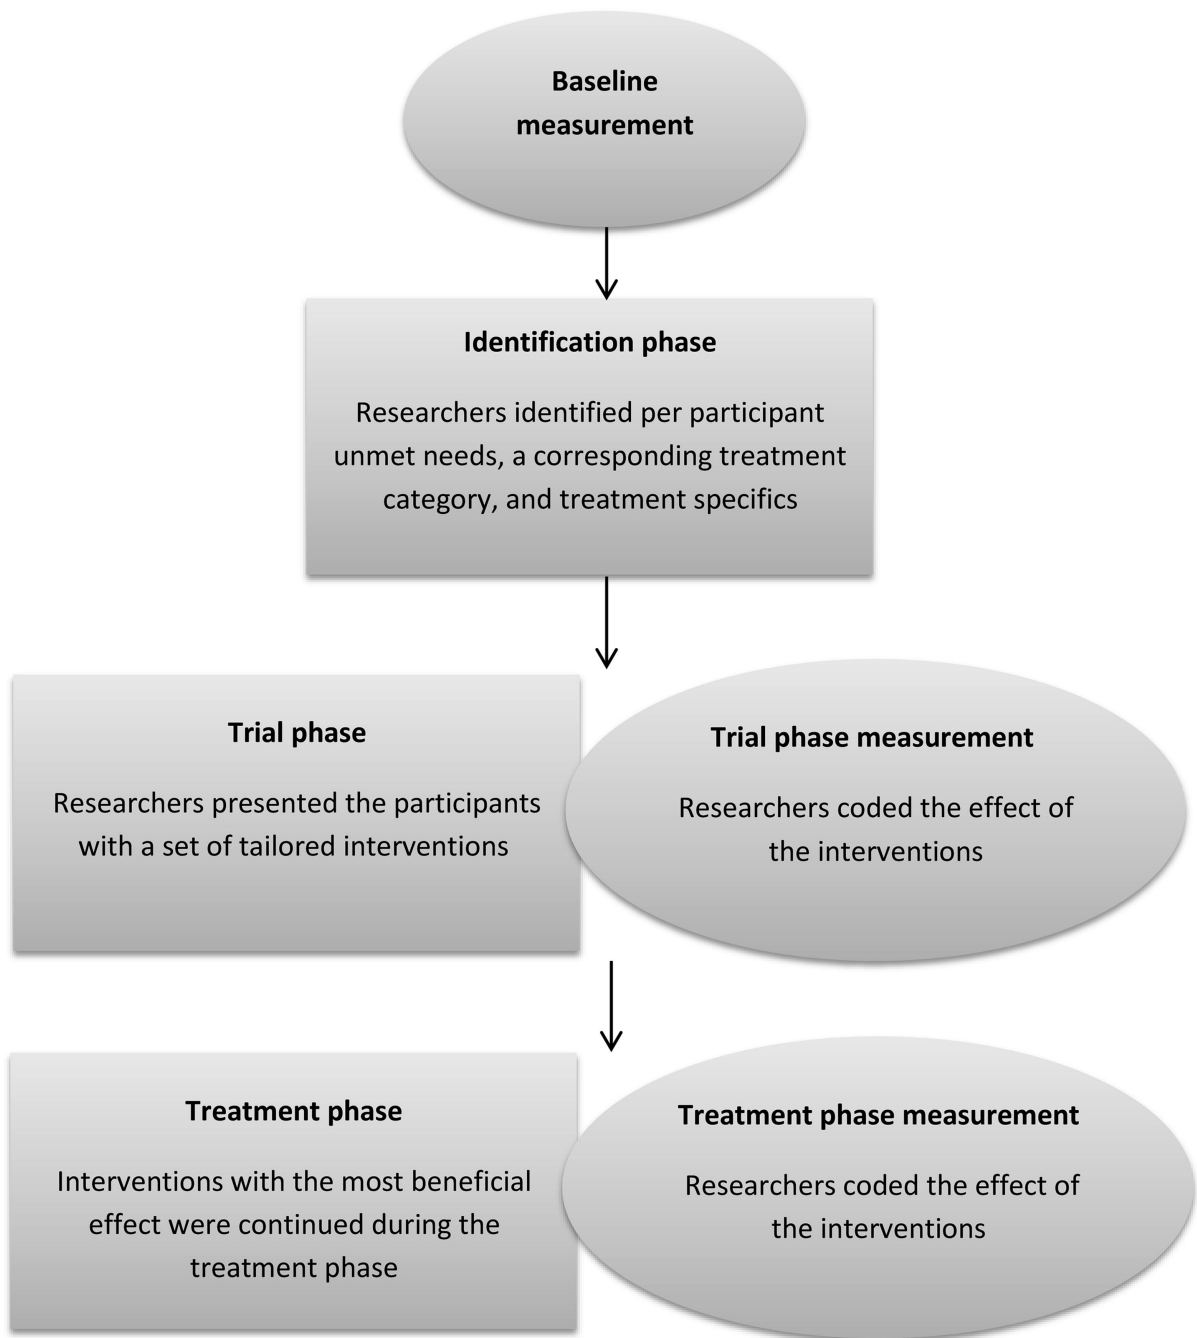 Baseline
measurement
Identification phase
Researchers identified per participant
unmet needs, a corresponding treatment
category, and treatment specifics
Trial phase
Researchers presented the participants
with a set of tailored interventions
Trial phase measurement
Researchers coded the effect of
the interventions
Treatment phase
Interventions with the most beneficial
effect were continued during the
treatment phase
Treatment phase measurement
Researchers coded the effect of
the interventions